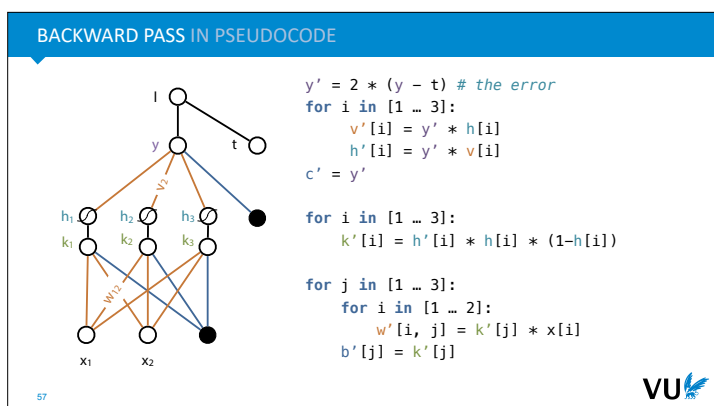 BACKWARD PASS IN PSEUDOCODE
l
y
t
v₂
h₁
h₂
h₃
k₁
k₂
k₃
w₁₂
x₁
x₂
y’ = 2 * (y - t) # the error
for i in [1 … 3]:
v’[i] = y’ * h[i]
h’[i] = y’ * v[i]
c’ = y’
for i in [1 … 3]:
k’[i] = h’[i] * h[i] * (1-h[i])
for j in [1 … 3]:
for i in [1 … 2]:
w’[i, j] = k’[j] * x[i]
b’[j] = k’[j]
57
VU